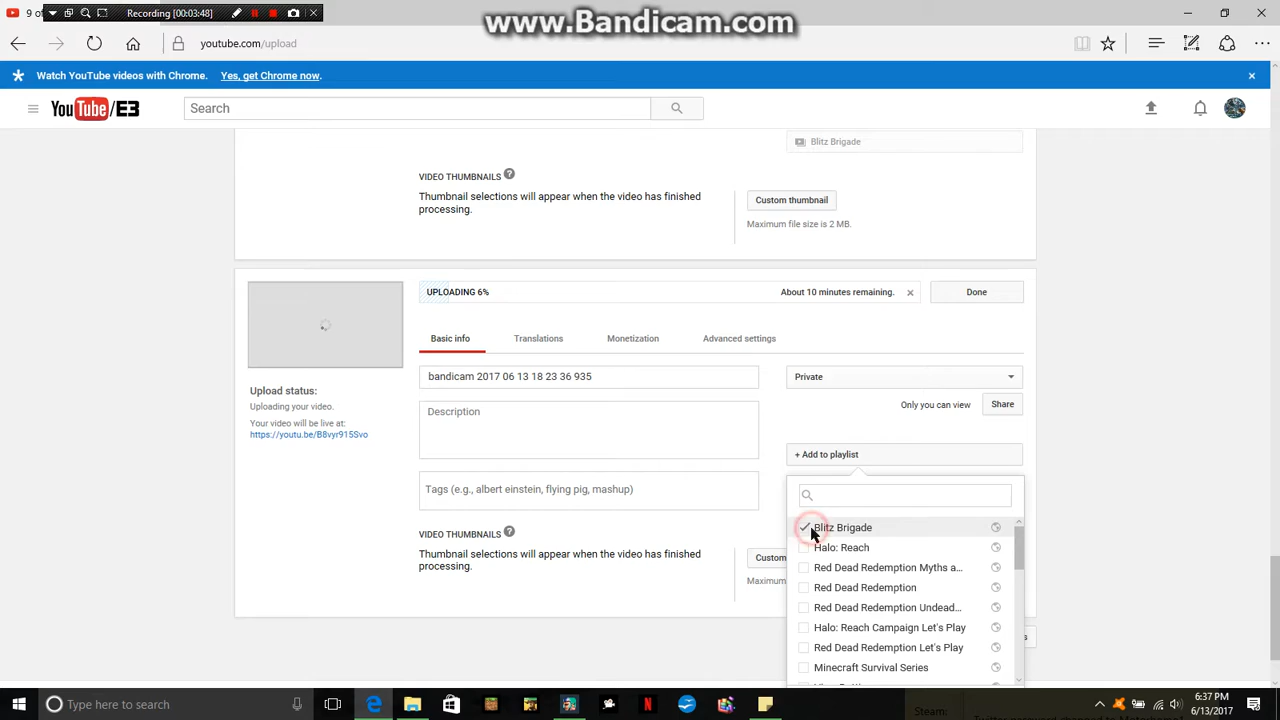 9 of
Recording [00:03:48]
www.Bandicam.com
youtube.com/upload
Watch YouTube videos with Chrome. Yes, get Chrome now.
YouTube/E3
Search
Blitz Brigade
VIDEO THUMBNAILS
Thumbnail selections will appear when the video has finished
processing.
Custom thumbnail
Maximum file size is 2 MB.
UPLOADING 6%
About 10 minutes remaining.
Done
Basic info
Translations
Monetization
Advanced settings
bandicam 2017 06 13 18 23 36 935
Private
Upload status:
Uploading your video.
Your video will be live at:
https://youtu.be/B8vyr915Svo
Only you can view
Share
Description
+ Add to playlist
Tags (e.g., albert einstein, flying pig, mashup)
VIDEO THUMBNAILS
Thumbnail selections will appear when the video has finished
processing.
Custom
Maximum
Blitz Brigade
Halo: Reach
Red Dead Redemption Myths a...
Red Dead Redemption
Red Dead Redemption Undead...
Halo: Reach Campaign Let's Play
Red Dead Redemption Let's Play
Minecraft Survival Series
Type here to search
Steam:
6:37 PM
6/13/2017